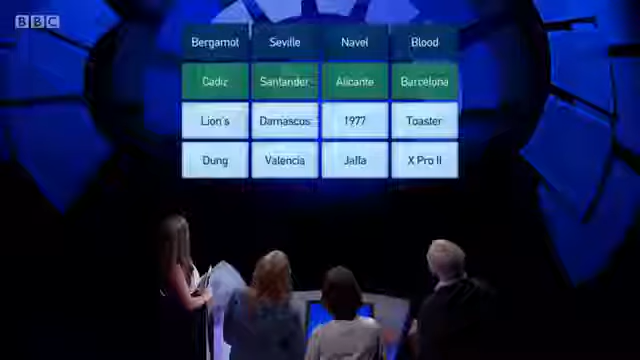 BBC
Bergamot Seville Navel Blood
Cadiz Santander Alicante Barcelona
Lion's Damascus 1977 Toaster
Dung Valencia Jaffa X Pro II